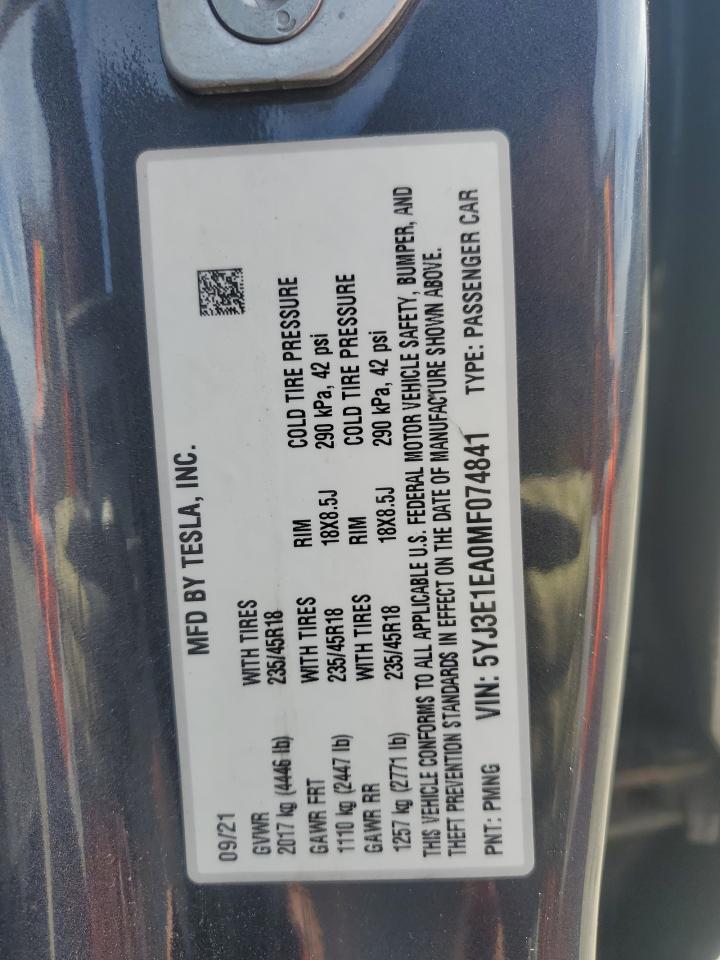 MFD BY TESLA, INC.
09/21
GVWR WITH TIRES
2017 kg (4446 lb) 235/45R18
GAWR FRT WITH TIRES RIM COLD TIRE PRESSURE
1110 kg (2447 lb) 235/45R18 18X8.5J 290 kPa, 42 psi
GAWR RR WITH TIRES RIM COLD TIRE PRESSURE
1257 kg (2771 lb) 235/45R18 18X8.5J 290 kPa, 42 psi
THIS VEHICLE CONFORMS TO ALL APPLICABLE U.S. FEDERAL MOTOR VEHICLE SAFETY, BUMPER, AND
THEFT PREVENTION STANDARDS IN EFFECT ON THE DATE OF MANUFACTURE SHOWN ABOVE.
PNT: PMNG VIN: 5YJ3E1EA0MF074841 TYPE: PASSENGER CAR